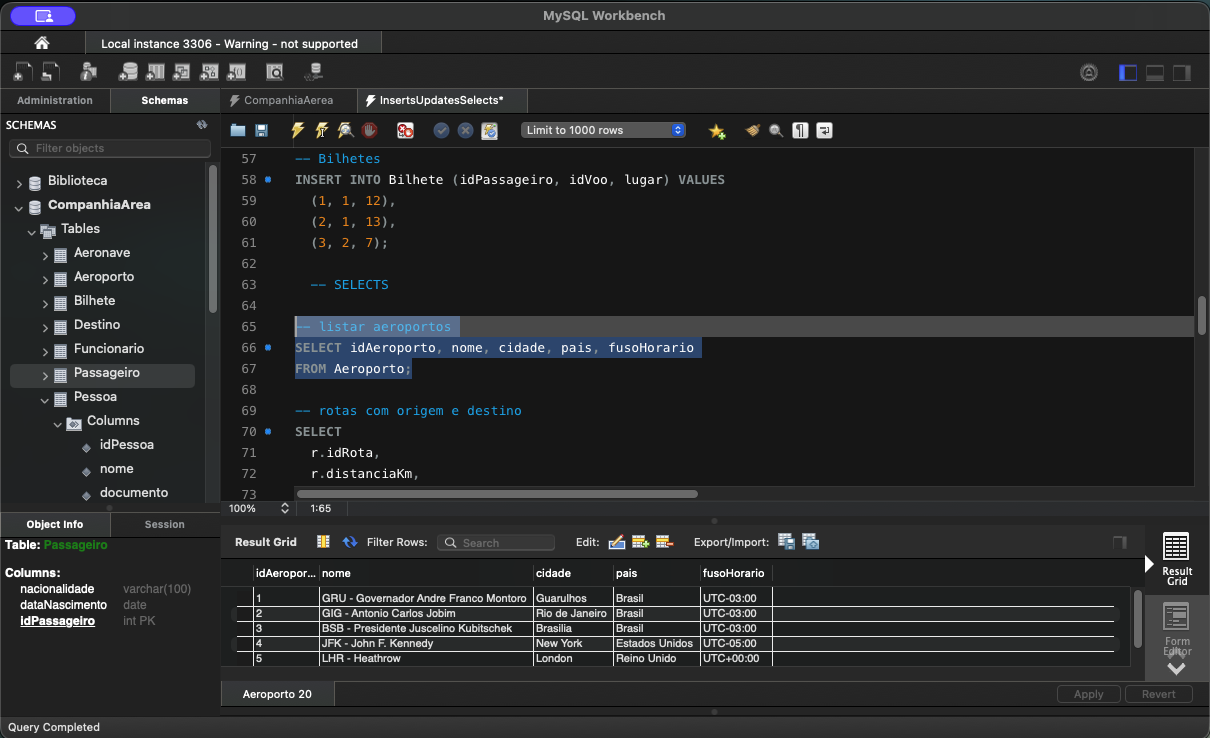 MySQL Workbench
Local instance 3306 - Warning - not supported
Administration
Schemas
CompanhiaAerea
InsertsUpdatesSelects*
SCHEMAS
Filter objects
Biblioteca
CompanhiaArea
Tables
Aeronave
Aeroporto
Bilhete
Destino
Funcionario
Passageiro
Pessoa
Columns
idPessoa
nome
documento
Limit to 1000 rows
57 -- Bilhetes
58 INSERT INTO Bilhete (idPassageiro, idVoo, lugar) VALUES
59 (1, 1, 12),
60 (2, 1, 13),
61 (3, 2, 7);
62
63 -- SELECTS
64
65 -- listar aeroportos
66 SELECT idAeroporto, nome, cidade, pais, fusoHorario
67 FROM Aeroporto;
68
69 -- rotas com origem e destino
70 SELECT
71 r.idRota,
72 r.distanciaKm,
73
100%
1:65
Object Info
Session
Table: Passageiro
Columns:
nacionalidade varchar(100)
dataNascimento date
idPassageiro int PK
Result Grid
Filter Rows:
Search
Edit:
Export/Import:
idAeropor... nome cidade pais fusoHorario
1 GRU - Governador Andre Franco Montoro Guarulhos Brasil UTC-03:00
2 GIG - Antonio Carlos Jobim Rio de Janeiro Brasil UTC-03:00
3 BSB - Presidente Juscelino Kubitschek Brasilia Brasil UTC-03:00
4 JFK - John F. Kennedy New York Estados Unidos UTC-05:00
5 LHR - Heathrow London Reino Unido UTC+00:00
Result
Grid
Form
Editor
Aeroporto 20
Apply
Revert
Query Completed